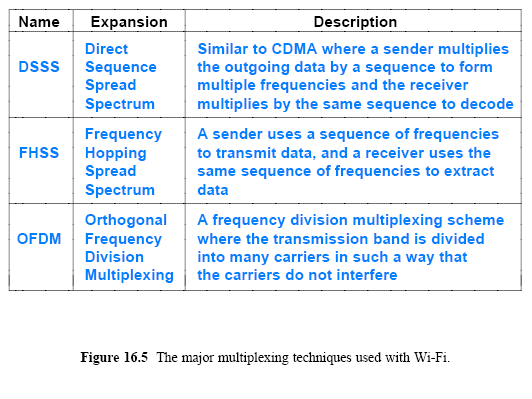 Name Expansion Description
DSSS
Direct
Sequence
Spread
Spectrum
Similar to CDMA where a sender multiplies
the outgoing data by a sequence to form
multiple frequencies and the receiver
multiplies by the same sequence to decode
FHSS
Frequency
Hopping
Spread
Spectrum
A sender uses a sequence of frequencies
to transmit data, and a receiver uses the
same sequence of frequencies to extract
data
OFDM
Orthogonal
Frequency
Division
Multiplexing
A frequency division multiplexing scheme
where the transmission band is divided
into many carriers in such a way that
the carriers do not interfere
Figure 16.5 The major multiplexing techniques used with Wi-Fi.